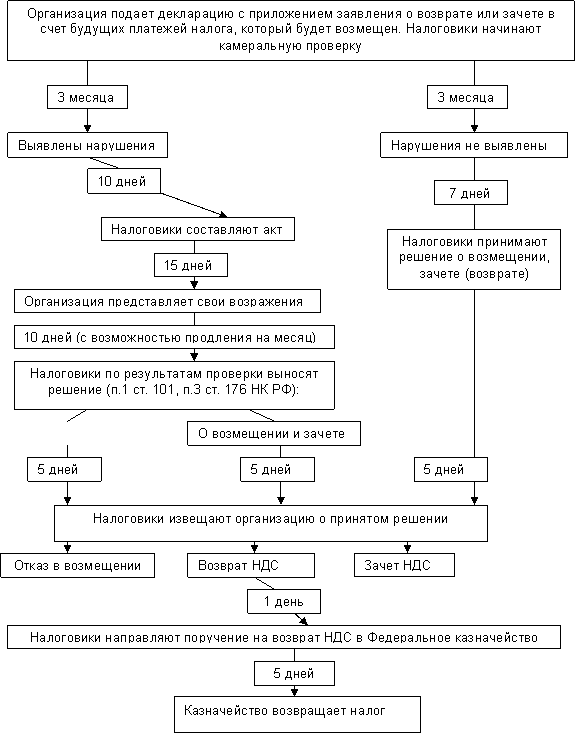 Организация подает декларацию с приложением заявления о возврате или зачете в
счет будущих платежей налога, который будет возмещен. Налоговики начинают
камеральную проверку
3 месяца
3 месяца
Выявлены нарушения
Нарушения не выявлены
10 дней
7 дней
Налоговики составляют акт
Налоговики принимают
решение о возмещении,
зачете (возврате)
15 дней
Организация представляет свои возражения
10 дней (с возможностью продления на месяц)
Налоговики по результатам проверки выносят
решение (п.1 ст. 101, п.3 ст. 176 НК РФ):
О возмещении и зачете
5 дней
5 дней
5 дней
Налоговики извещают организацию о принятом решении
Отказ в возмещении
Возврат НДС
Зачет НДС
1 день
Налоговики направляют поручение на возврат НДС в Федеральное казначейство
5 дней
Казначейство возвращает налог